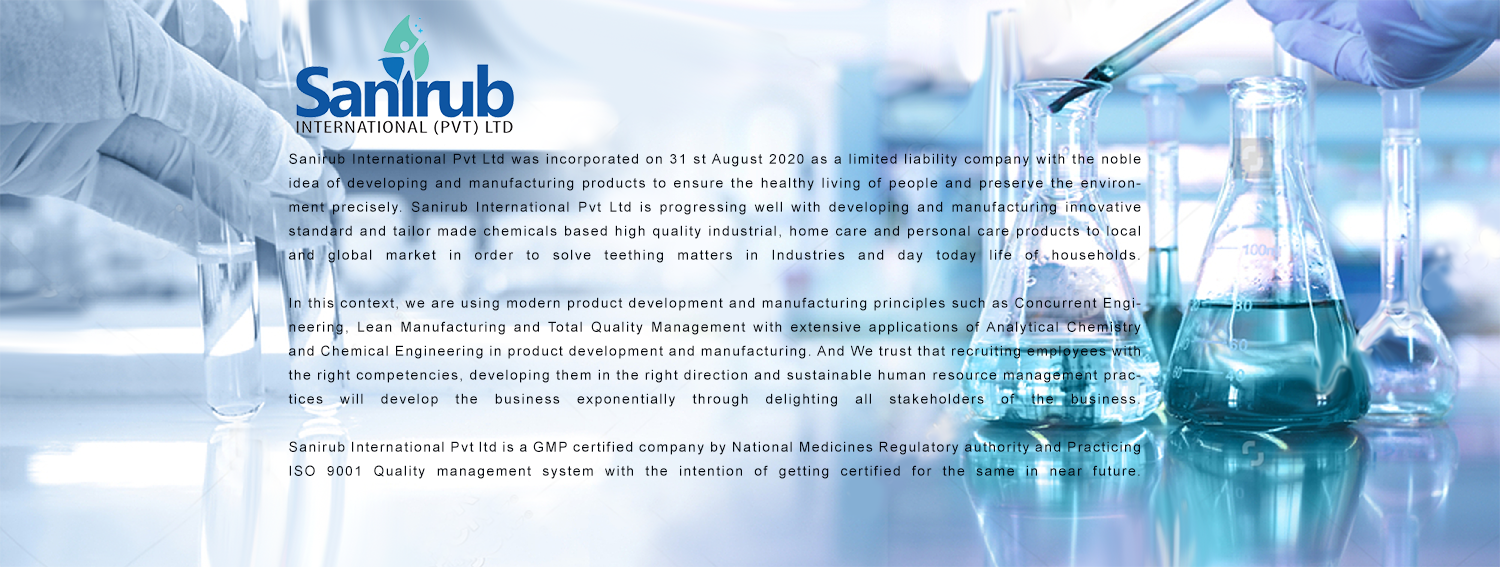 Sanirub
INTERNATIONAL (PVT) LTD
Sanirub International Pvt Ltd was incorporated on 31 st August 2020 as a limited liability company with the noble
idea of developing and manufacturing products to ensure the healthy living of people and preserve the environ-
ment precisely. Sanirub International Pvt Ltd is progressing well with developing and manufacturing innovative
standard and tailor made chemicals based high quality industrial, home care and personal care products to local
and global market in order to solve teething matters in Industries and day today life of households.
In this context, we are using modern product development and manufacturing principles such as Concurrent Engi-
neering, Lean Manufacturing and Total Quality Management with extensive applications of Analytical Chemistry
and Chemical Engineering in product development and manufacturing. And We trust that recruiting employees with
the right competencies, developing them in the right direction and sustainable human resource management prac-
tices will develop the business exponentially through delighting all stakeholders of the business.
Sanirub International Pvt ltd is a GMP certified company by National Medicines Regulatory authority and Practicing
ISO 9001 Quality management system with the intention of getting certified for the same in near future.